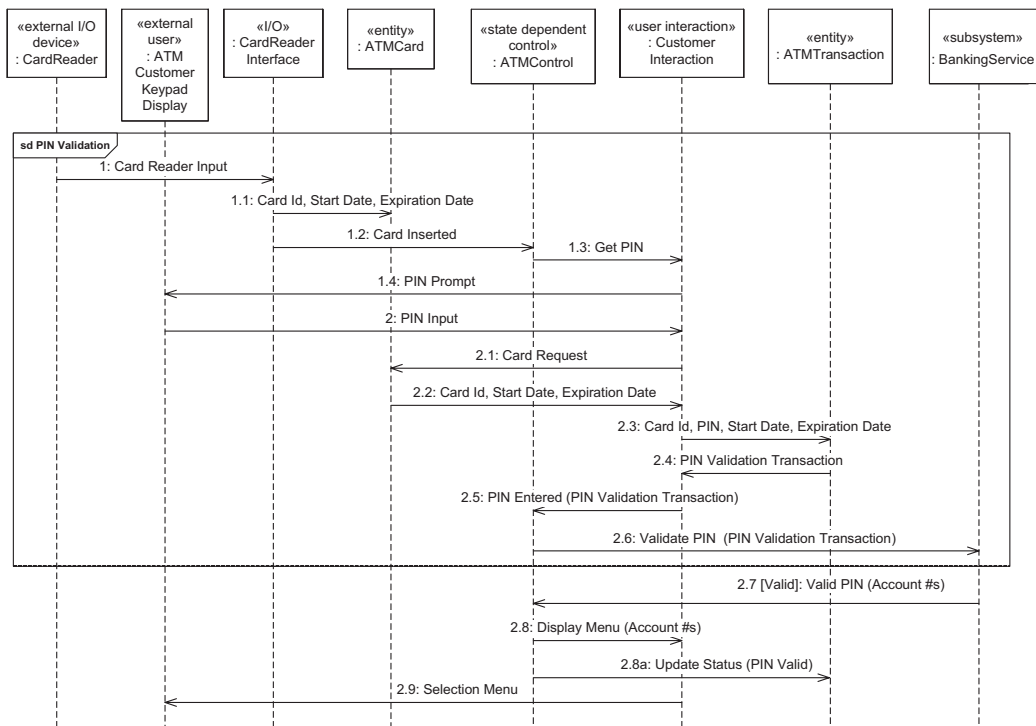 «external I/O
device»
: CardReader
«external
user»
: ATM
Customer
Keypad
Display
«I/O»
: CardReader
Interface
«entity»
: ATMCard
«state dependent
control»
: ATMControl
«user interaction»
: Customer
Interaction
«entity»
: ATMTransaction
«subsystem»
: BankingService
sd PIN Validation
1: Card Reader Input
1.1: Card Id, Start Date, Expiration Date
1.2: Card Inserted
1.3: Get PIN
1.4: PIN Prompt
2: PIN Input
2.1: Card Request
2.2: Card Id, Start Date, Expiration Date
2.3: Card Id, PIN, Start Date, Expiration Date
2.4: PIN Validation Transaction
2.5: PIN Entered (PIN Validation Transaction)
2.6: Validate PIN (PIN Validation Transaction)
2.7 [Valid]: Valid PIN (Account #s)
2.8: Display Menu (Account #s)
2.8a: Update Status (PIN Valid)
2.9: Selection Menu